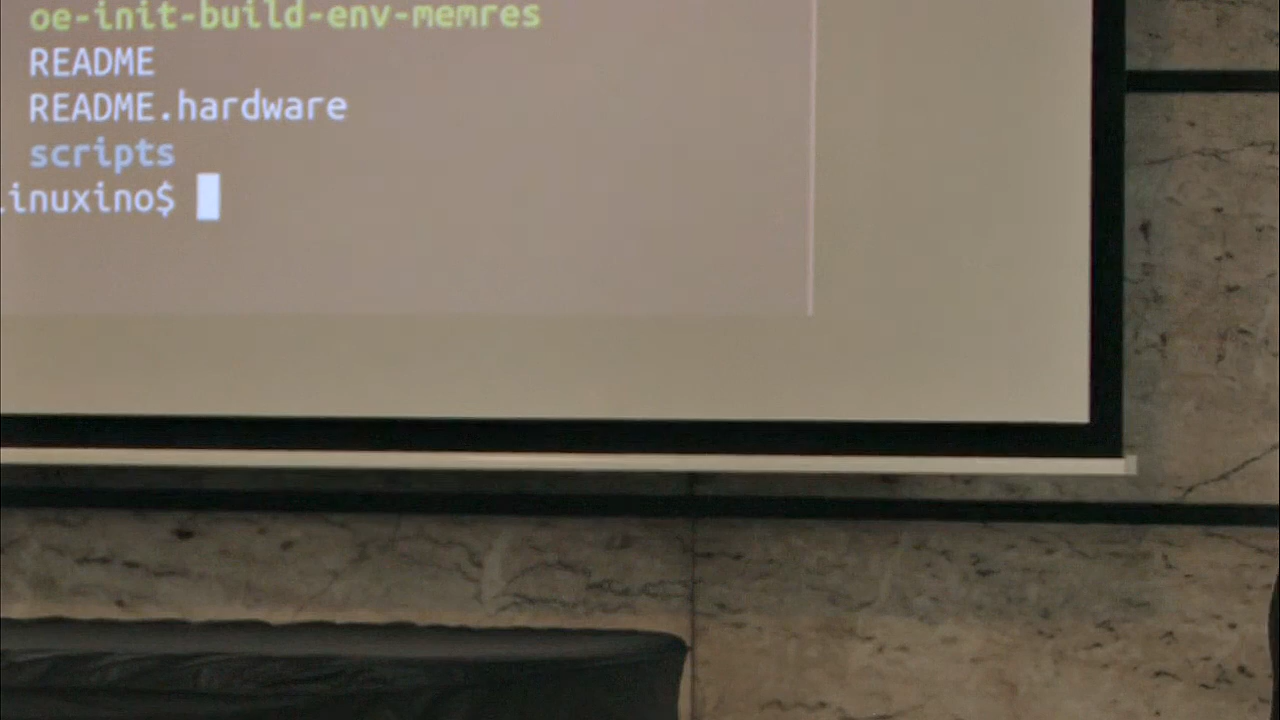 oe-init-build-env-memres
README
README.hardware
scripts
inuxino$